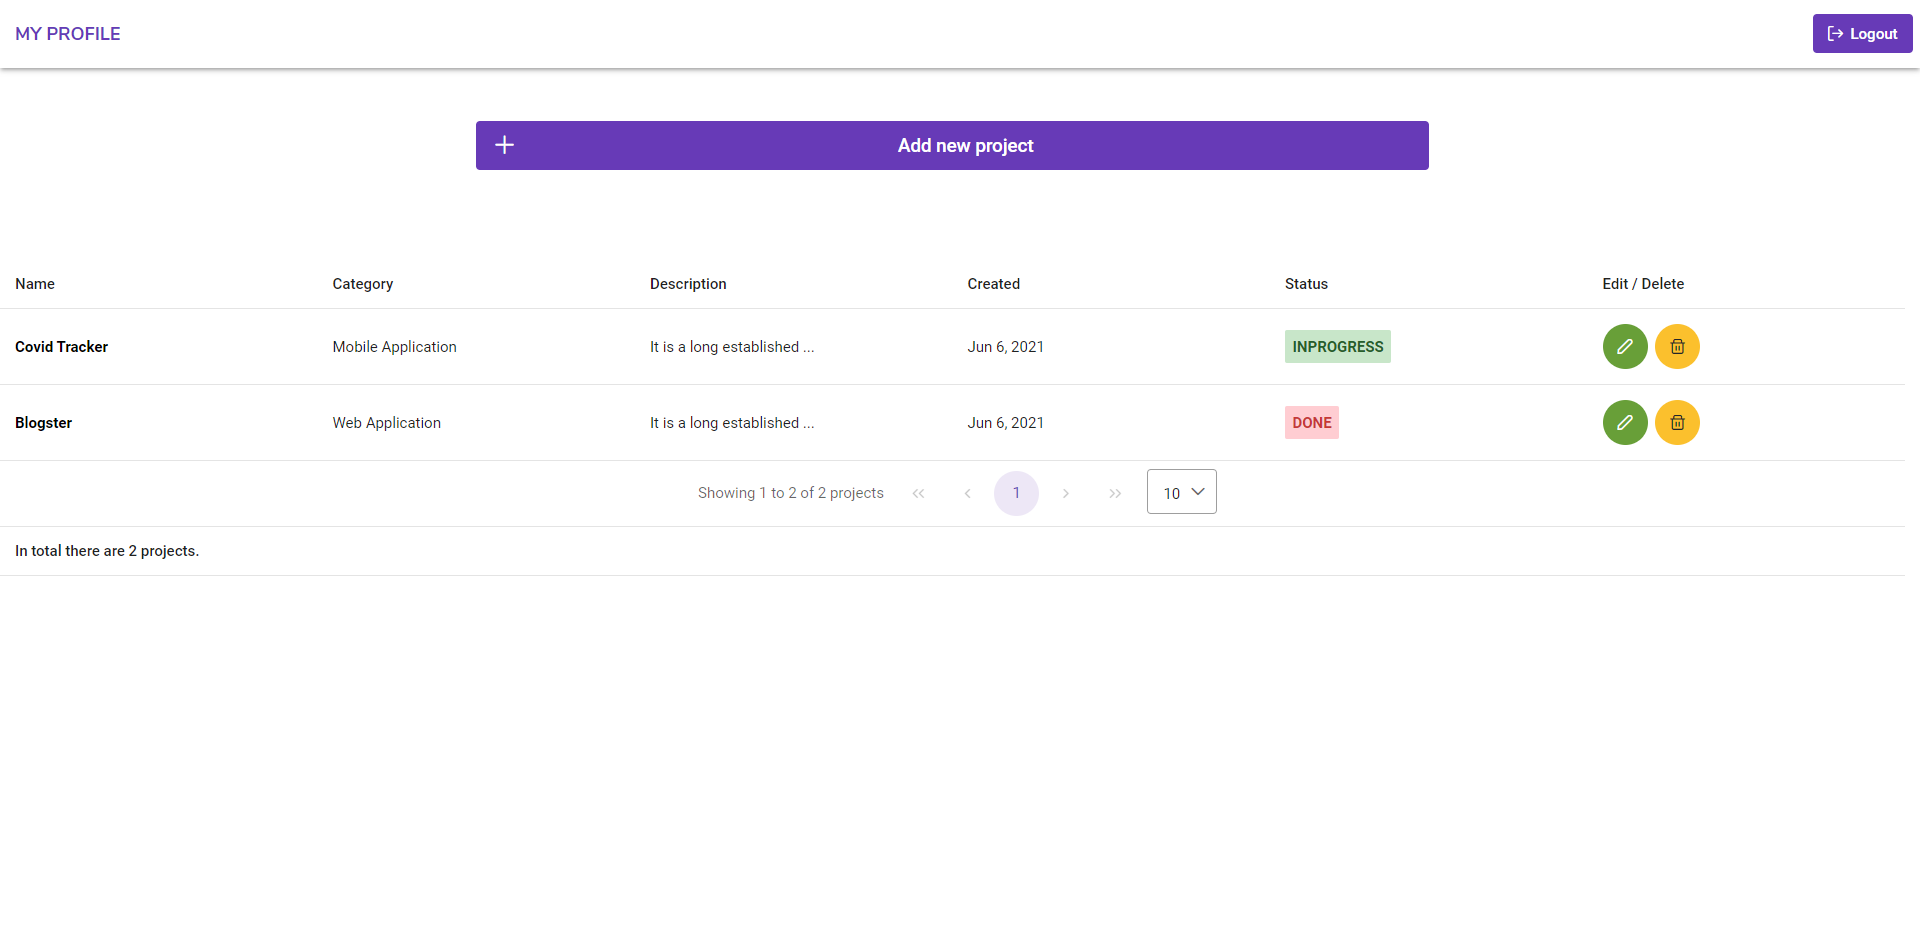 MY PROFILE
Logout
Add new project
Name Category Description Created Status Edit / Delete
Covid Tracker Mobile Application It is a long established ... Jun 6, 2021 INPROGRESS
Blogster Web Application It is a long established ... Jun 6, 2021 DONE
Showing 1 to 2 of 2 projects 1 10
In total there are 2 projects.